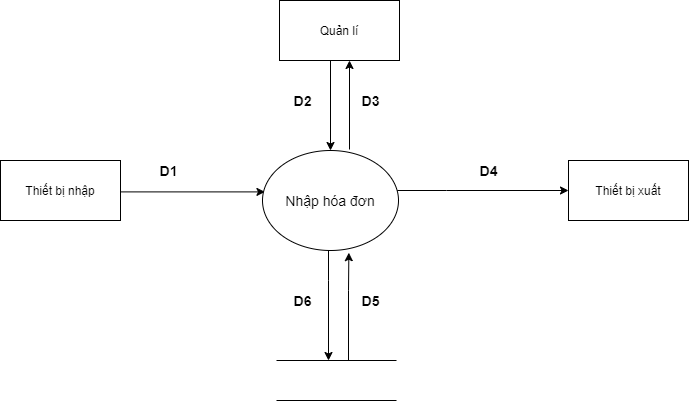 Quản lí
D2
D3
D1
D4
Thiết bị nhập
Nhập hóa đơn
Thiết bị xuất
D6
D5